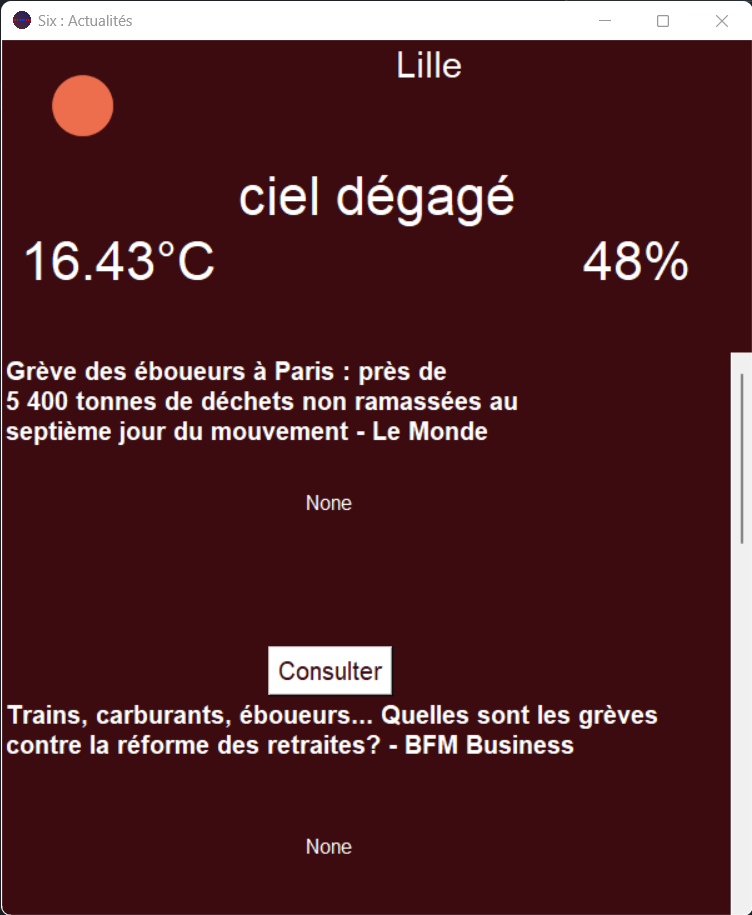 Six : Actualités
Lille
ciel dégagé
16.43°C
48%
Grève des éboueurs à Paris : près de
5 400 tonnes de déchets non ramassées au
septième jour du mouvement - Le Monde
None
Consulter
Trains, carburants, éboueurs... Quelles sont les grèves
contre la réforme des retraites? - BFM Business
None